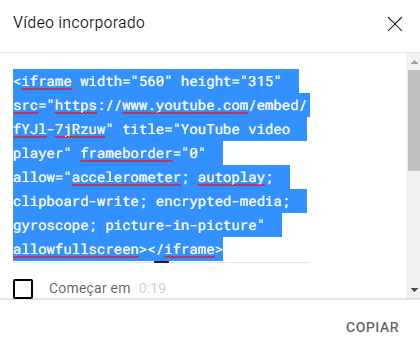 Vídeo incorporado
<iframe width="560" height="315"
src="https://www.youtube.com/embed/
fYJl-7jRzuw" title="YouTube video
player" frameborder="0"
allow="accelerometer; autoplay;
clipboard-write; encrypted-media;
gyroscope; picture-in-picture"
allowfullscreen></iframe>
Começar em 0:19
COPIAR